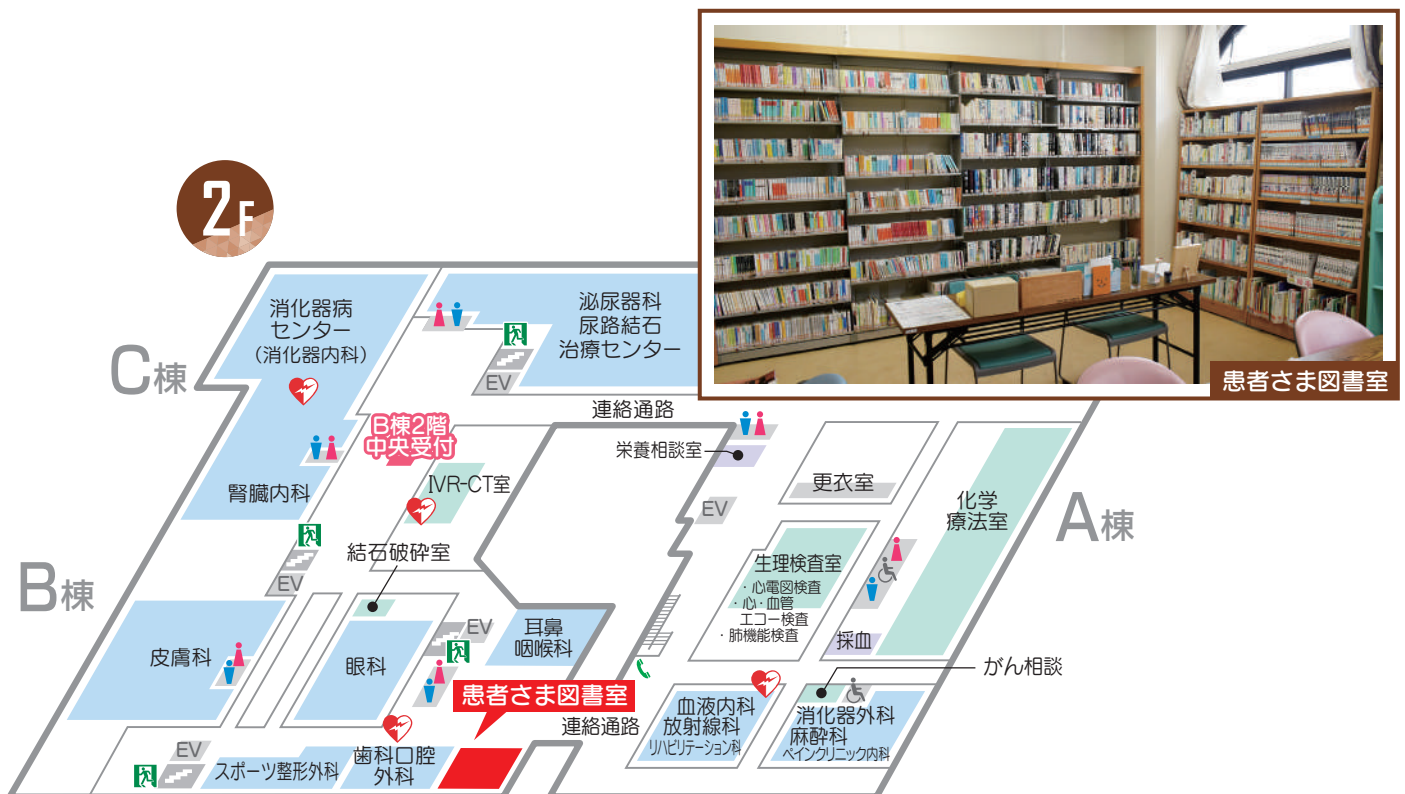 患者さま図書室
2F
消化器病
センター
(消化器内科)
泌尿器科
尿路結石
治療センター
EV
C棟
連絡通路
B棟2階
中央受付
栄養相談室
腎臓内科
IVR-CT室
更衣室
EV
化学
療法室
A棟
結石破砕室
EV
生理検査室
・心電図検査
・心・血管
エコー検査
・肺機能検査
B棟
EV
耳鼻
咽喉科
採血
皮膚科
眼科
がん相談
患者さま図書室
連絡通路
血液内科
放射線科
リハビリテーション科
消化器外科
麻酔科
ペインクリニック内科
EV
スポーツ整形外科
歯科口腔
外科